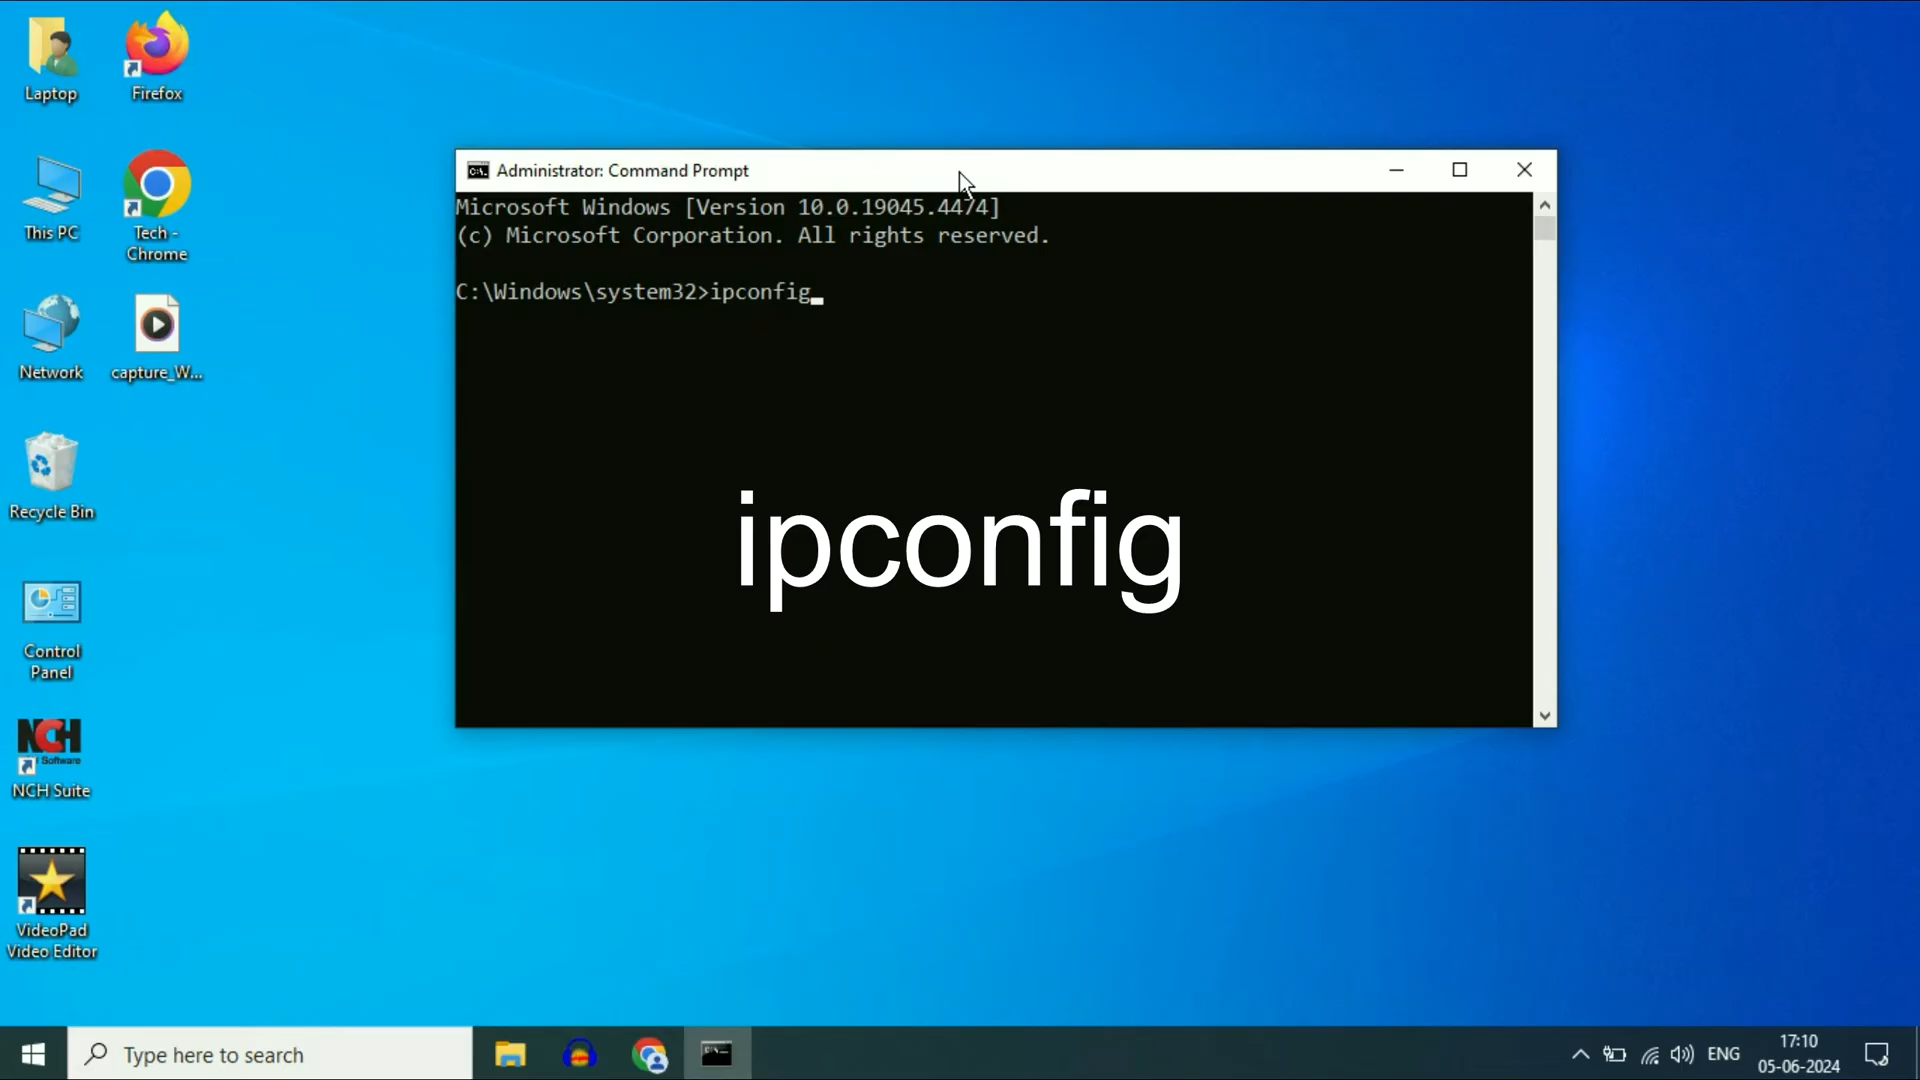 Laptop
Firefox
This PC
Tech -
Chrome
Network
capture_W...
Recycle Bin
Control
Panel
NCH
Software
NCH Suite
VideoPad
Video Editor
Administrator: Command Prompt
Microsoft Windows [Version 10.0.19045.4474]
(c) Microsoft Corporation. All rights reserved.
C:\Windows\system32>ipconfig_
ipconfig
Type here to search
ENG
17:10
05-06-2024